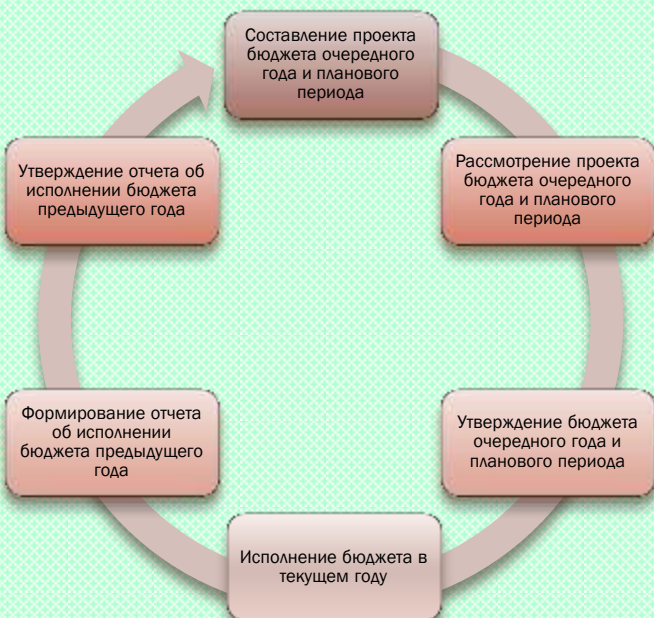 Составление проекта
бюджета очередного
года и планового
периода
Рассмотрение проекта
бюджета очередного
года и планового
периода
Утверждение бюджета
очередного года и
планового периода
Исполнение бюджета в
текущем году
Формирование отчета
об исполнении
бюджета предыдущего
года
Утверждение отчета об
исполнении бюджета
предыдущего года